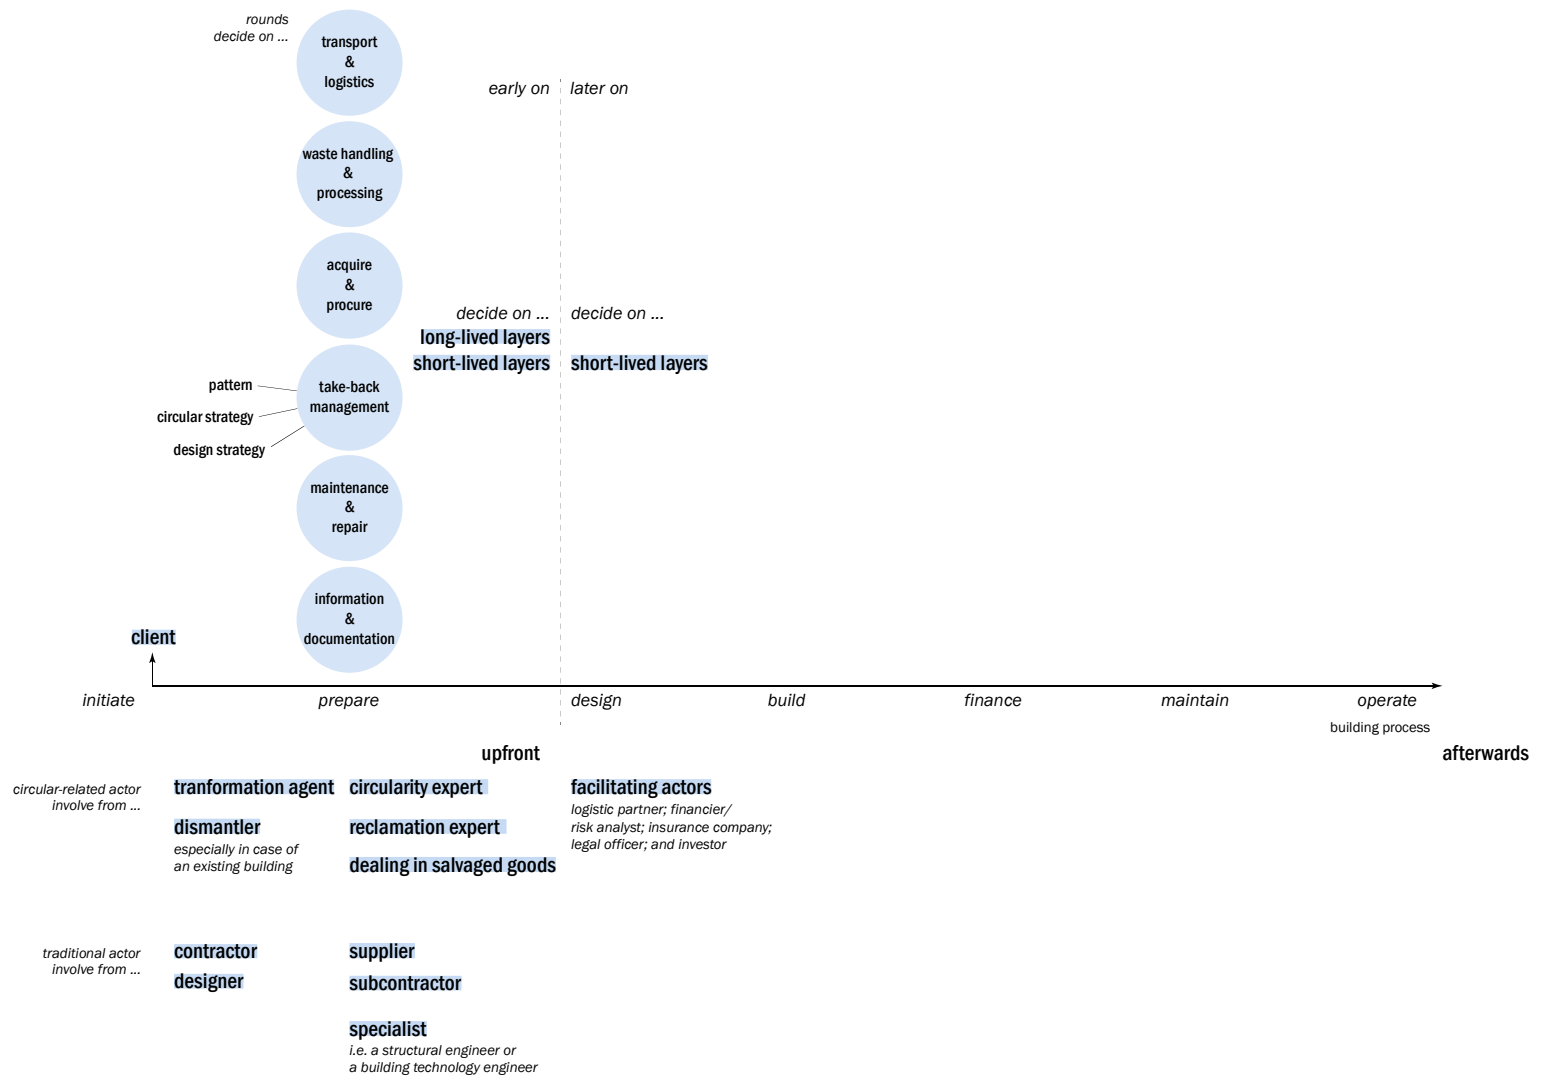 rounds
decide on ...
transport
&
logistics
early on
later on
waste handling
&
processing
acquire
&
procure
decide on ...
decide on ...
long-lived layers
short-lived layers
short-lived layers
pattern
circular strategy
design strategy
take-back
management
maintenance
&
repair
information
&
documentation
client
initiate
prepare
design
build
finance
maintain
operate
building process
upfront
afterwards
circular-related actor
involve from ...
tranformation agent
circularity expert
facilitating actors
logistic partner; financier/
risk analyst; insurance company;
legal officer; and investor
dismantler
especially in case of
an existing building
reclamation expert
dealing in salvaged goods
traditional actor
involve from ...
contractor
supplier
designer
subcontractor
specialist
i.e. a structural engineer or
a building technology engineer